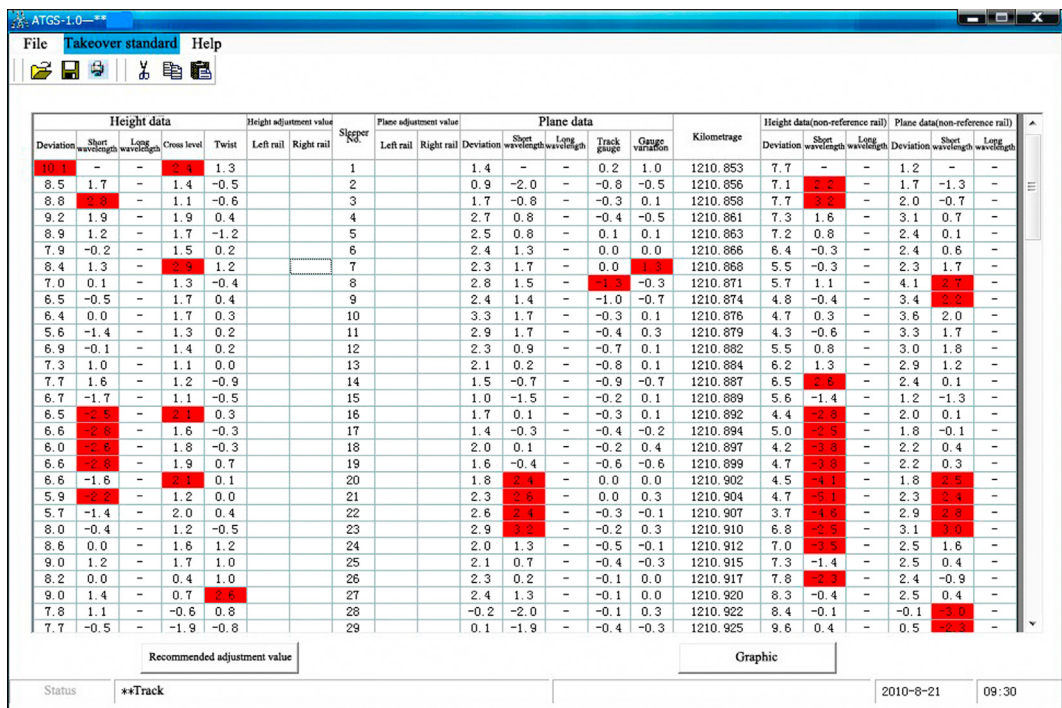 ATGS-1.0—**
File Takeover standard Help
Height data Height adjustment value Sleeper No. Plane adjustment value Plane data Kilometrage Height data(non-reference rail) Plane data(non-reference rail)
Deviation Short wavelength Long wavelength Cross level Twist Left rail Right rail Left rail Right rail Deviation Short wavelength Long wavelength Track gauge Gauge variation Deviation Short wavelength Long wavelength Deviation Short wavelength Long wavelength
10.1 - - 2.4 1.3 1 1.4 - - 0.2 1.0 1210.853 7.7 - - 1.2 - -
8.5 1.7 - 1.4 -0.5 2 0.9 -2.0 - -0.8 -0.5 1210.856 7.1 2.2 - 1.7 -1.3 -
8.8 2.8 - 1.1 -0.6 3 1.7 -0.8 - -0.3 0.1 1210.858 7.7 3.2 - 2.0 -0.7 -
9.2 1.9 - 1.9 0.4 4 2.7 0.8 - -0.4 -0.5 1210.861 7.3 1.6 - 3.1 0.7 -
8.9 1.2 - 1.7 -1.2 5 2.5 0.8 - 0.1 0.1 1210.863 7.2 0.8 - 2.4 0.1 -
7.9 -0.2 - 1.5 0.2 6 2.4 1.3 - 0.0 0.0 1210.866 6.4 -0.3 - 2.4 0.6 -
8.4 1.3 - 2.9 1.2 7 2.3 1.7 - 0.0 1.3 1210.868 5.5 -0.3 - 2.3 1.7 -
7.0 0.1 - 1.3 -0.4 8 2.8 1.5 - -1.3 -0.3 1210.871 5.7 1.1 - 4.1 2.7 -
6.5 -0.5 - 1.7 0.4 9 2.4 1.4 - -1.0 -0.7 1210.874 4.8 -0.4 - 3.4 2.2 -
6.4 0.0 - 1.7 0.3 10 3.3 1.7 - -0.3 0.1 1210.876 4.7 0.3 - 3.6 2.0 -
5.6 -1.4 - 1.3 0.2 11 2.9 1.7 - -0.4 0.3 1210.879 4.3 -0.6 - 3.3 1.7 -
6.9 -0.1 - 1.4 0.2 12 2.3 0.9 - -0.7 0.1 1210.882 5.5 0.8 - 3.0 1.8 -
7.3 1.0 - 1.1 0.0 13 2.1 0.2 - -0.8 0.1 1210.884 6.2 1.3 - 2.9 1.2 -
7.7 1.6 - 1.2 -0.9 14 1.5 -0.7 - -0.9 -0.7 1210.887 6.5 2.6 - 2.4 0.1 -
6.7 -1.7 - 1.1 -0.5 15 1.0 -1.5 - -0.2 0.1 1210.889 5.6 -1.4 - 1.2 -1.3 -
6.5 -2.5 - 2.1 0.3 16 1.7 0.1 - -0.3 0.1 1210.892 4.4 -2.8 - 2.0 0.1 -
6.6 -2.8 - 1.6 -0.3 17 1.4 -0.3 - -0.4 -0.2 1210.894 5.0 -2.5 - 1.8 -0.1 -
6.0 -2.6 - 1.8 -0.3 18 2.0 0.1 - -0.2 0.4 1210.897 4.2 -3.8 - 2.2 0.4 -
6.6 -2.8 - 1.9 0.7 19 1.6 -0.4 - -0.6 -0.6 1210.899 4.7 -3.8 - 2.2 0.3 -
6.6 -1.6 - 2.1 0.1 20 1.8 2.4 - 0.0 0.0 1210.902 4.5 -4.1 - 1.8 2.5 -
5.9 -2.2 - 1.2 0.0 21 2.3 2.6 - 0.0 0.3 1210.904 4.7 -5.1 - 2.3 2.4 -
5.7 -1.4 - 2.0 0.4 22 2.6 2.4 - -0.3 -0.1 1210.907 3.7 -4.6 - 2.9 2.8 -
8.0 -0.4 - 1.2 -0.5 23 2.9 3.2 - -0.2 0.3 1210.910 6.8 -2.5 - 3.1 3.0 -
8.6 0.0 - 1.6 1.2 24 2.0 1.3 - -0.5 -0.1 1210.912 7.0 -3.5 - 2.5 1.6 -
9.0 1.2 - 1.7 1.0 25 2.1 0.7 - -0.4 -0.3 1210.915 7.3 -1.4 - 2.5 0.4 -
8.2 0.0 - 0.4 1.0 26 2.3 0.2 - -0.1 0.0 1210.917 7.8 -2.3 - 2.4 -0.9 -
9.0 1.4 - 0.7 2.6 27 2.4 1.3 - -0.1 0.0 1210.920 8.3 -0.4 - 2.5 0.4 -
7.8 1.1 - -0.6 0.8 28 -0.2 -2.0 - -0.1 0.3 1210.922 8.4 -0.1 - -0.1 -3.0 -
7.7 -0.5 - -1.9 -0.8 29 0.1 -1.9 - -0.4 -0.3 1210.925 9.6 0.4 - 0.5 -2.3 -
Recommended adjustment value Graphic
Status **Track 2010-8-21 09:30